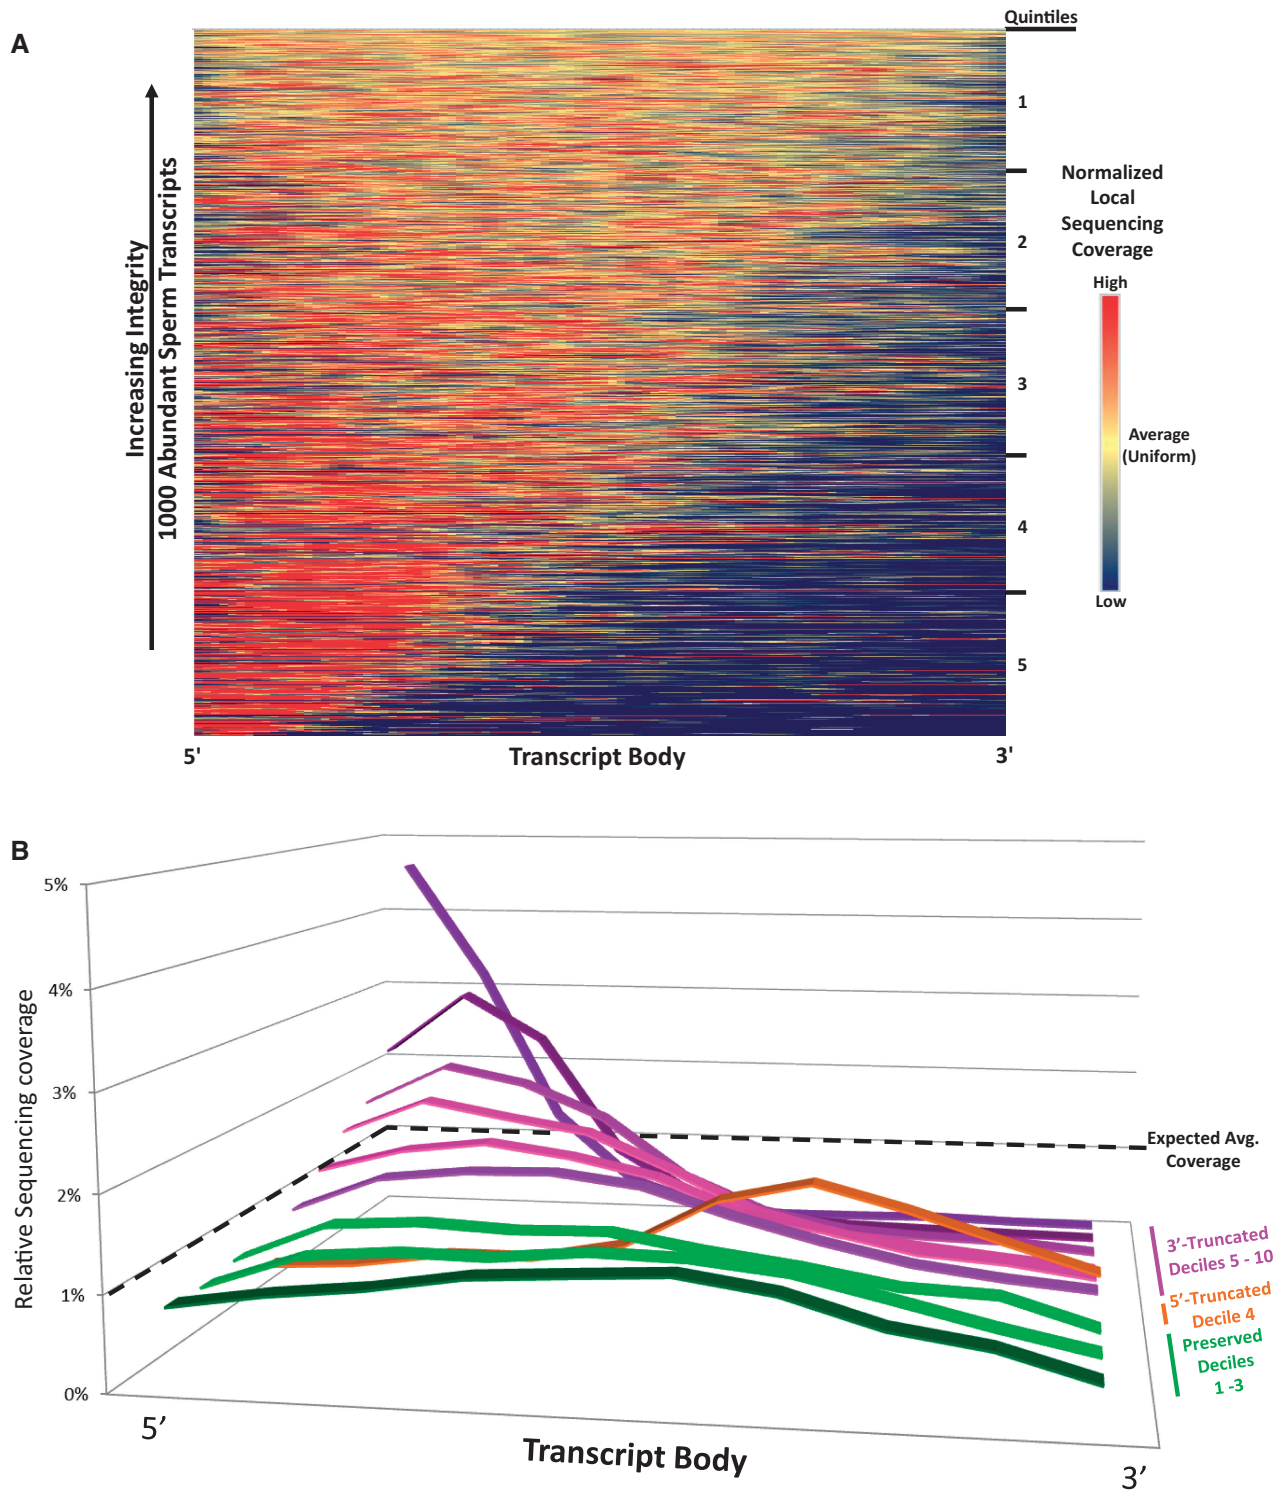 A
Quintiles
1
2
3
4
5
Increasing Integrity
1000 Abundant Sperm Transcripts
5'
Transcript Body
3'
Normalized
Local
Sequencing
Coverage
High
Average
(Uniform)
Low
B
Relative Sequencing coverage
5%
4%
3%
2%
1%
0%
Expected Avg.
Coverage
3’-Truncated
Deciles 5 - 10
5’-Truncated
Decile 4
Preserved
Deciles
1 -3
5’
Transcript Body
3’